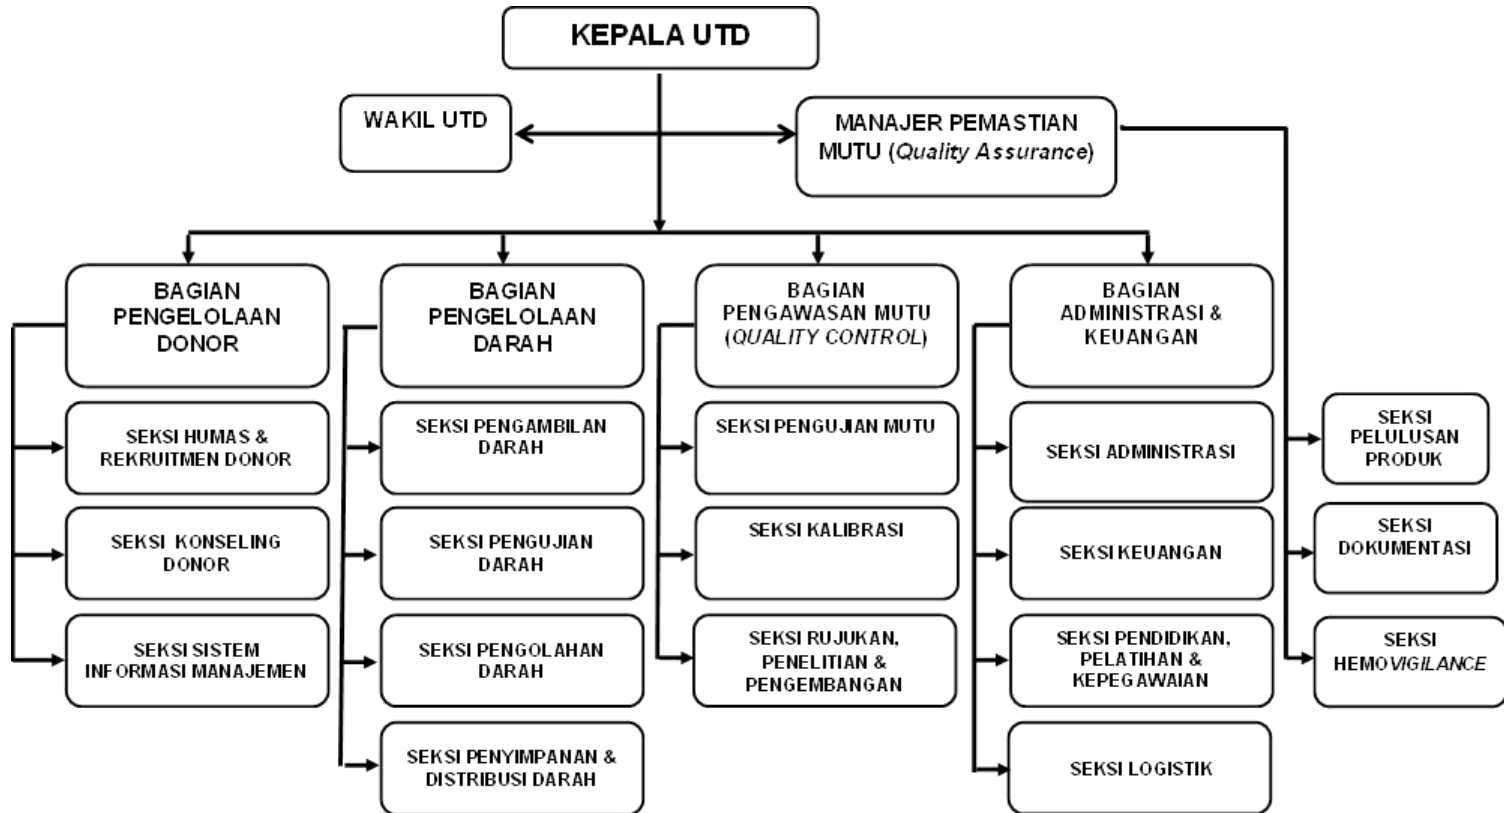 KEPALA UTD
WAKIL UTD
MANAJER PEMASTIAN
MUTU (Quality Assurance)
BAGIAN
PENGELOLAAN
DONOR
SEKSI HUMAS &
REKRUITMEN DONOR
SEKSI KONSELING
DONOR
SEKSI SISTEM
INFORMASI MANAJEMEN
BAGIAN
PENGELOLAAN
DARAH
SEKSI PENGAMBILAN
DARAH
SEKSI PENGUJIAN
DARAH
SEKSI PENGOLAHAN
DARAH
SEKSI PENYIMPANAN &
DISTRIBUSI DARAH
BAGIAN
PENGAWASAN MUTU
(QUALITY CONTROL)
SEKSI PENGUJIAN MUTU
SEKSI KALIBRASI
SEKSI RUJUKAN,
PENELITIAN &
PENGEMBANGAN
BAGIAN
ADMINISTRASI &
KEUANGAN
SEKSI ADMINISTRASI
SEKSI KEUANGAN
SEKSI PENDIDIKAN,
PELATIHAN &
KEPEGAWAIAN
SEKSI LOGISTIK
SEKSI
PELULUSAN
PRODUK
SEKSI
DOKUMENTASI
SEKSI
HEMOVIGILANCE